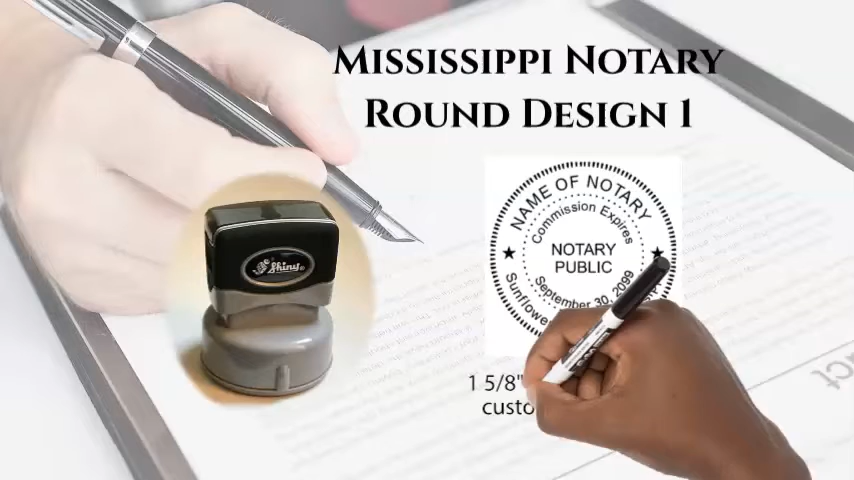 MISSISSIPPI NOTARY
ROUND DESIGN 1
NAME OF NOTARY
Commission Expires
NOTARY
PUBLIC
September 30, 2099
Sunflowe
Shiny
1 5/8"
custo